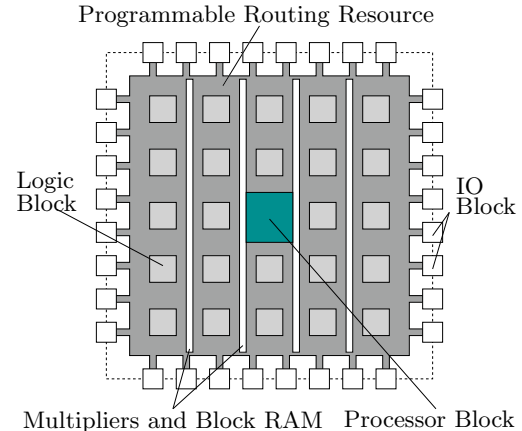 Programmable Routing Resource
Logic
Block
IO
Block
Multipliers and Block RAM
Processor Block